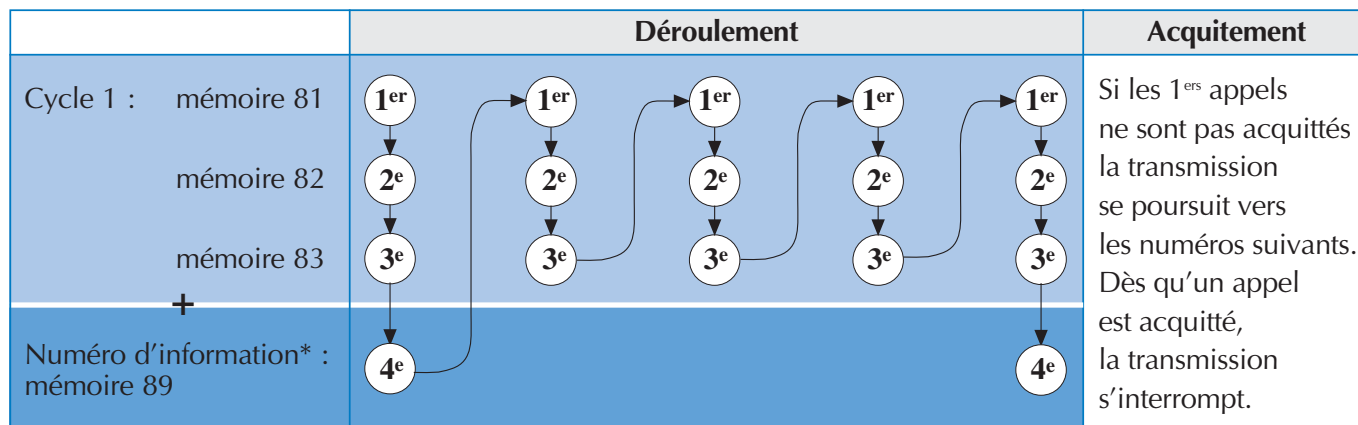 Déroulement Acquitement
Cycle 1 : mémoire 81 1er 1er 1er 1er 1er
mémoire 82 2e 2e 2e 2e 2e
mémoire 83 3e 3e 3e 3e 3e
+
Numéro d'information* :
mémoire 89
4e 4e
Si les 1ers appels
ne sont pas acquittés
la transmission
se poursuit vers
les numéros suivants.
Dès qu'un appel
est acquitté,
la transmission
s'interrompt.